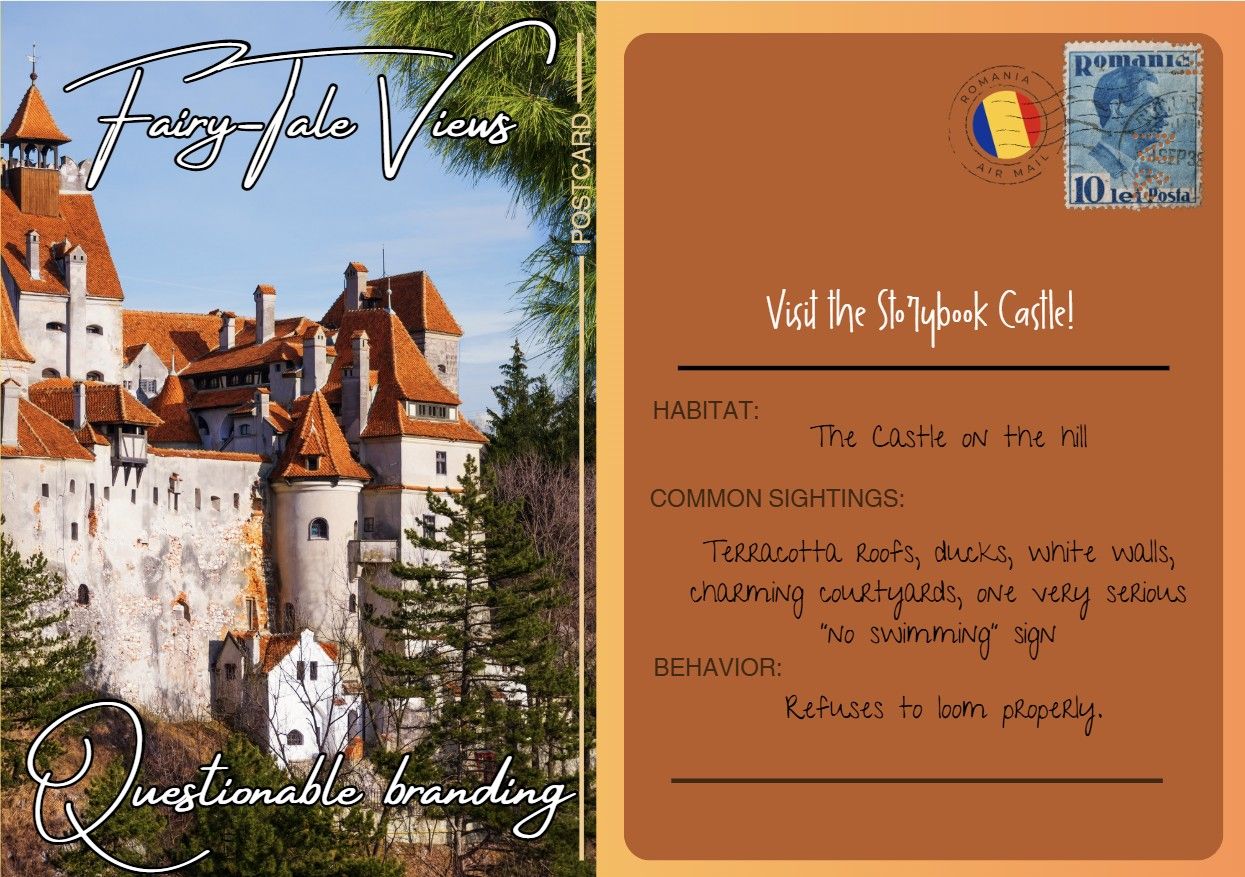 Fairy-Tale Views
Questionable branding
POSTCARD
ROMANIA
AIR MAIL
Romania
SEP 3
10 lei Posta
Visit the Storybook Castle!
HABITAT:
The Castle on the hill
COMMON SIGHTINGS:
Terracotta roofs, ducks, white walls,
charming courtyards, one very serious
"no swimming" sign
BEHAVIOR:
Refuses to loom properly.